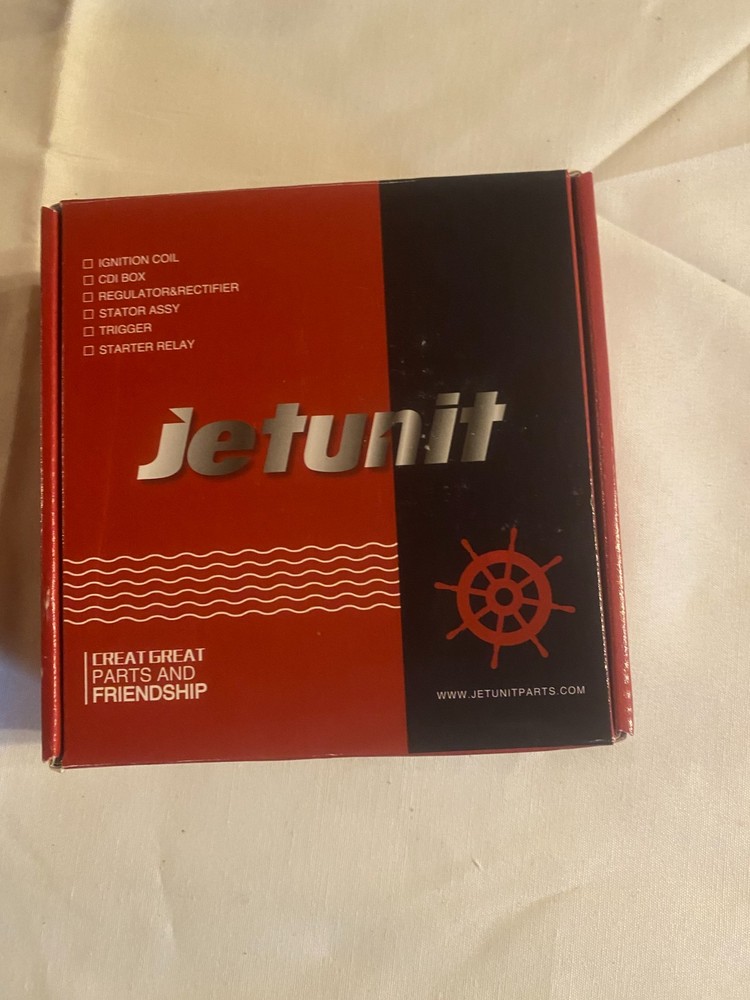 IGNITION COIL
CDI BOX
REGULATOR&RECTIFIER
STATOR ASSY
TRIGGER
STARTER RELAY
jetunit
CREAT GREAT
PARTS AND
FRIENDSHIP
WWW.JETUNITPARTS.COM